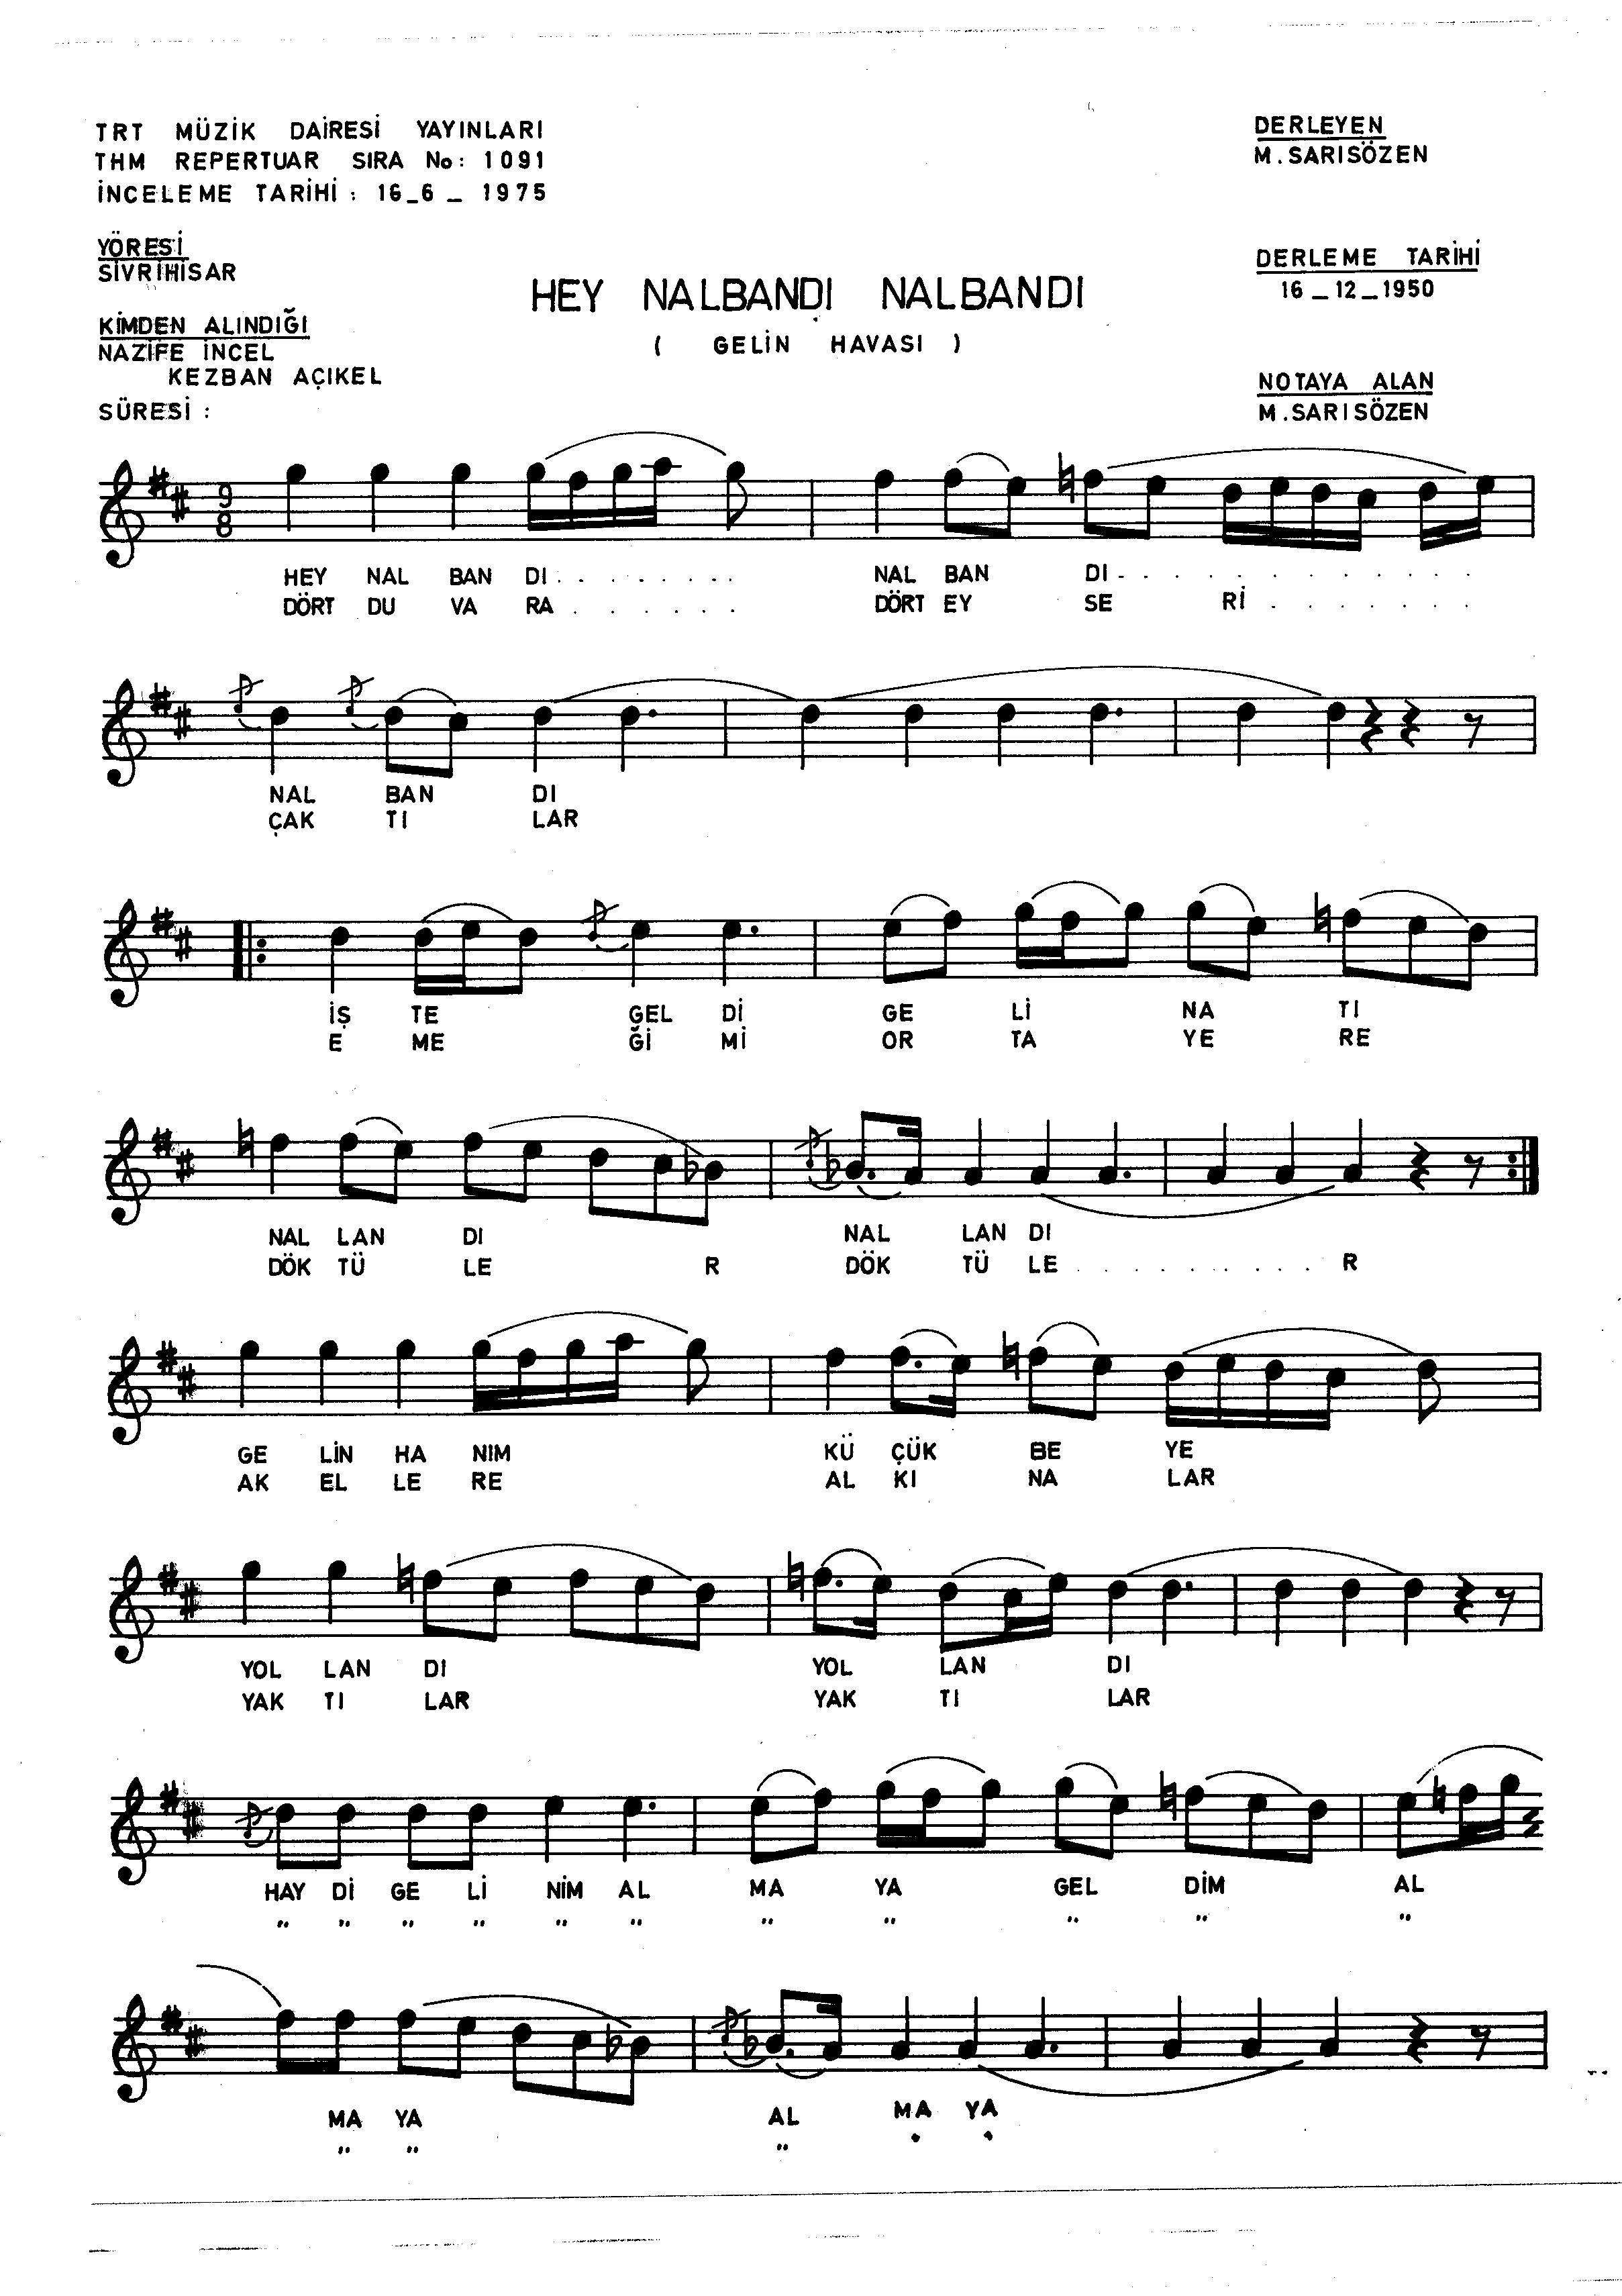 TRT MÜZİK DAİRESİ YAYINLARI
THM REPERTUAR SIRA No: 1091
İNCELEME TARİHİ : 16_6_1975
DERLEYEN
M.SARISÖZEN
YÖRESİ
SİVRİHİSAR
DERLEME TARİHİ
16_12_1950
HEY NALBANDI NALBANDI
( GELİN HAVASI )
KİMDEN ALINDIĞI
NAZİFE İNCEL
KEZBAN AÇIKEL
SÜRESİ :
NOTAYA ALAN
M.SARISÖZEN
9
8
HEY NAL BAN DI . . . . . . . NAL BAN DI - . . . . . . . . . . . .
DÖRT DU VA RA . . . . . . DÖRT EY SE Rİ . . . . . . .
NAL BAN DI
ÇAK TI LAR
İŞ TE GEL Dİ GE Lİ NA TI
E ME Ğİ Mİ OR TA YE RE
NAL LAN DI NAL LAN DI
DÖK TÜ LE R DÖK TÜ LE . . . . . . . . . R
GE LİN HA NIM KÜ ÇÜK BE YE
AK EL LE RE AL KI NA LAR
YOL LAN DI YOL LAN DI
YAK TI LAR YAK TI LAR
HAY Dİ GE Lİ NİM AL MA YA GEL DİM AL
" " " " " " " " " " "
MA YA AL MA YA
" " " • •